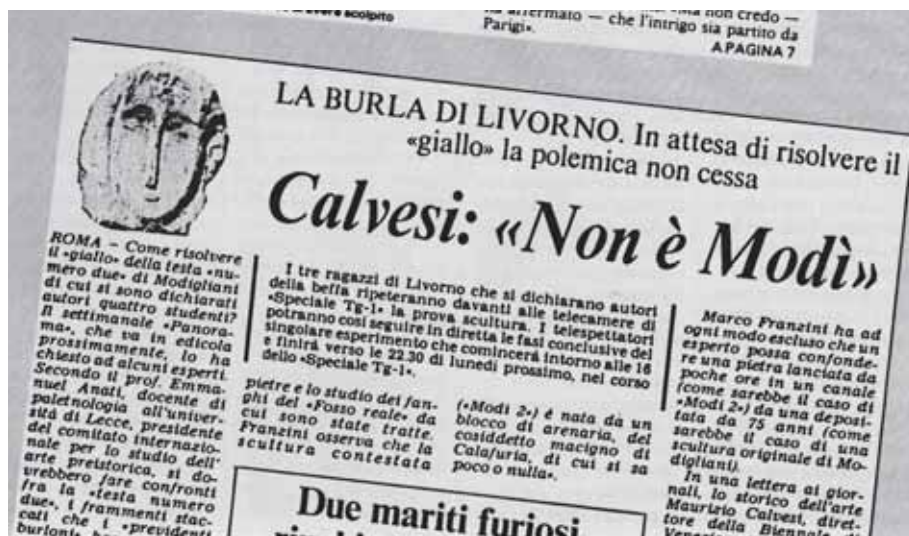 avere scolpito
non credo —
ha affermato — che l'intrigo sia partito da
Parigi».
A PAGINA 7
LA BURLA DI LIVORNO. In attesa di risolvere il
«giallo» la polemica non cessa
Calvesi: «Non è Modì»
ROMA — Come risolvere
il «giallo» della testa «nu-
mero due» di Modigliani
di cui si sono dichiarati
autori quattro studenti?
Il settimanale «Panora-
ma», che va in edicola
prossimamente, lo ha
chiesto ad alcuni esperti.
Secondo il prof. Emma-
nuel Anati, docente di
paletnologia all'univer-
sità di Lecce, presidente
del comitato internazio-
nale per lo studio dell'
arte preistorica, si do-
vrebbero fare confronti
fra la «testa numero
due», i frammenti stac-
cati che i «previdenti
burloni»
I tre ragazzi di Livorno che si dichiarano autori
della beffa ripeteranno davanti alle telecamere di
«Speciale Tg-1» la prova scultura. I telespettatori
potranno così seguire in diretta le fasi conclusive del
singolare esperimento che comincerà intorno alle 16
e finirà verso le 22.30 di lunedì prossimo, nel corso
dello «Speciale Tg-1».
pietre e lo studio dei fan-
ghi del «Fosso reale» da
cui sono state tratte.
Franzini osserva che la
scultura contestata
(«Modì 2») è nata da un
blocco di arenaria, del
cosiddetto macigno di
Calafuria, di cui si sa
poco o nulla».
Marco Franzini ha ad
ogni modo escluso che un
esperto possa confonde-
re una pietra lanciata da
poche ore in un canale
(come sarebbe il caso di
«Modì 2») da una deposi-
tata da 75 anni (come
sarebbe il caso di una
scultura originale di Mo-
digliani).
In una lettera ai gior-
nali, lo storico dell'arte
Maurizio Calvesi, diret-
tore della Biennale di
Due mariti furiosi